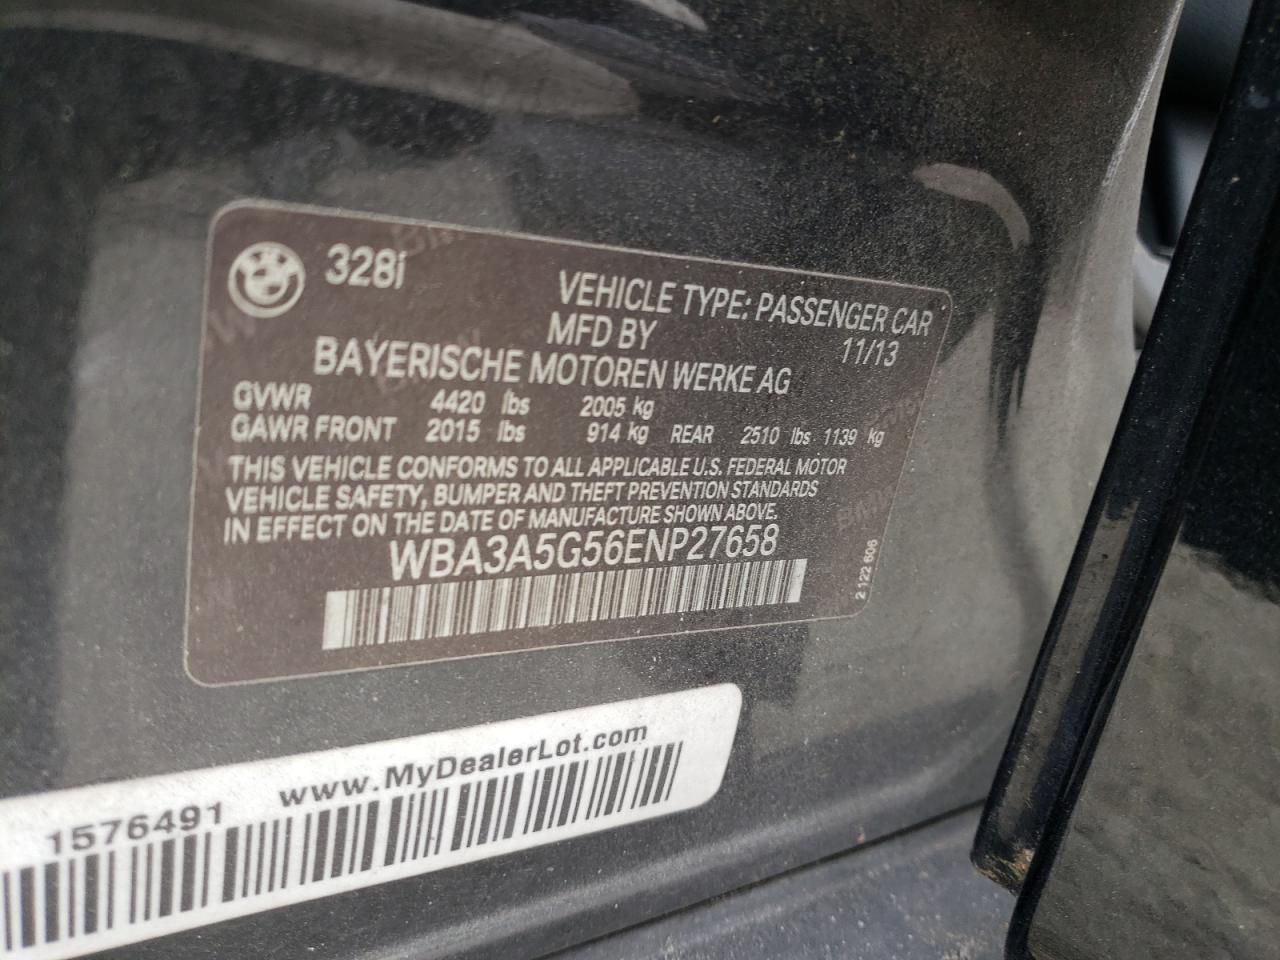 328i
VEHICLE TYPE: PASSENGER CAR
MFD BY 11/13
BAYERISCHE MOTOREN WERKE AG
GVWR 4420 lbs 2005 kg
GAWR FRONT 2015 lbs 914 kg REAR 2510 lbs 1139 kg
THIS VEHICLE CONFORMS TO ALL APPLICABLE U.S. FEDERAL MOTOR
VEHICLE SAFETY, BUMPER AND THEFT PREVENTION STANDARDS
IN EFFECT ON THE DATE OF MANUFACTURE SHOWN ABOVE.
WBA3A5G56ENP27658
2 122 606
1576491 www.MyDealerLot.com